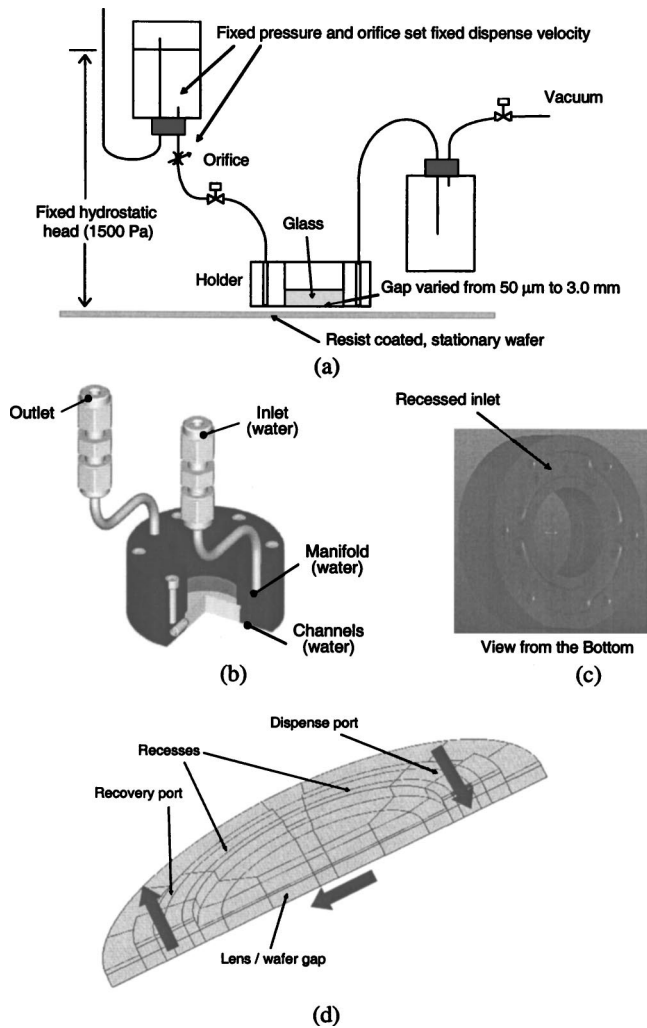 Fixed pressure and orifice set fixed dispense velocity
Vacuum
Orifice
Fixed hydrostatic
head (1500 Pa)
Glass
Holder
Gap varied from 50 µm to 3.0 mm
Resist coated, stationary wafer
(a)
Outlet
Inlet
(water)
Manifold
(water)
Channels
(water)
(b)
Recessed inlet
View from the Bottom
(c)
Dispense port
Recesses
Recovery port
Lens / wafer gap
(d)